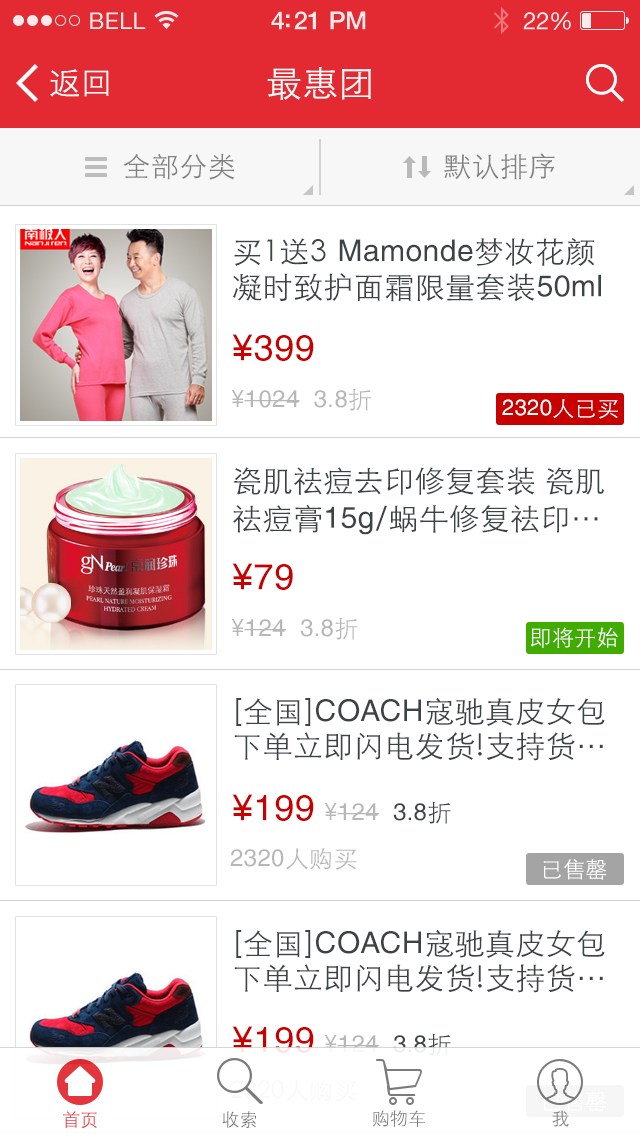 BELL 4:21 PM 22%
返回 最惠团
全部分类 默认排序
南极人
NanJiren
买1送3 Mamonde梦妆花颜
凝时致护面霜限量套装50ml
¥399
¥1024 3.8折
2320人已买
瓷肌祛痘去印修复套装 瓷肌
祛痘膏15g/蜗牛修复祛印…
gN Pearl 京润珍珠
珍珠天然盈润凝肌保湿霜
PEARL NATURE MOISTURIZING
HYDRATED CREAM
¥79
¥124 3.8折
即将开始
[全国]COACH寇驰真皮女包
下单立即闪电发货!支持货…
¥199 ¥124 3.8折
2320人购买
已售罄
[全国]COACH寇驰真皮女包
下单立即闪电发货!支持货…
¥199 ¥124 3.8折
2320人购买
已售罄
首页 收索 购物车 我